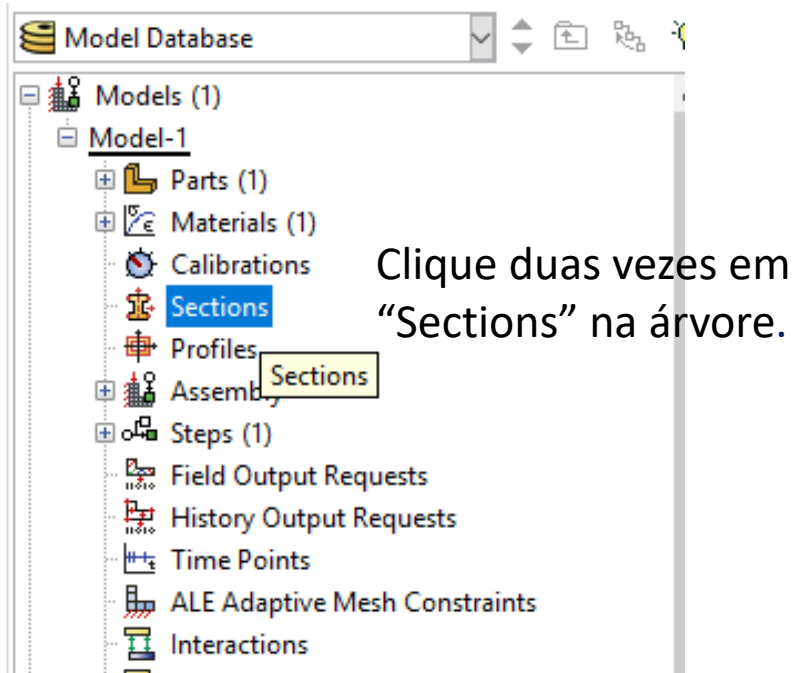 Model Database
Models (1)
Model-1
Parts (1)
Materials (1)
Calibrations
Sections
Profiles
Sections
Assembly
Steps (1)
Field Output Requests
History Output Requests
Time Points
ALE Adaptive Mesh Constraints
Interactions
Clique duas vezes em
“Sections” na árvore.